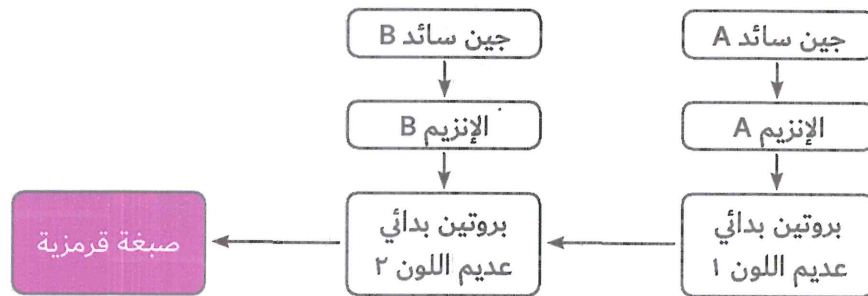 جين سائد A
جين سائد B
الإنزيم A
الإنزيم B
بروتين بدائي
عديم اللون ١
بروتين بدائي
عديم اللون ٢
صبغة قرمزية